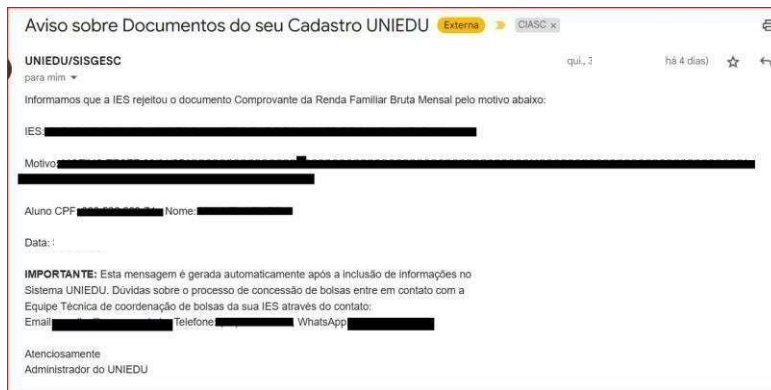 Aviso sobre Documentos do seu Cadastro UNIEDU Externa CIASC x
UNIEDU/SISGESC qui., 3 há 4 dias)
para mim
Informamos que a IES rejeitou o documento Comprovante da Renda Familiar Bruta Mensal pelo motivo abaixo:
IES:
Motivo:
Aluno CPF: Nome:
Data: :
IMPORTANTE: Esta mensagem é gerada automaticamente após a inclusão de informações no
Sistema UNIEDU. Dúvidas sobre o processo de concessão de bolsas entre em contato com a
Equipe Técnica de coordenação de bolsas da sua IES através do contato:
Email Telefone , WhatsApp
Atenciosamente
Administrador do UNIEDU